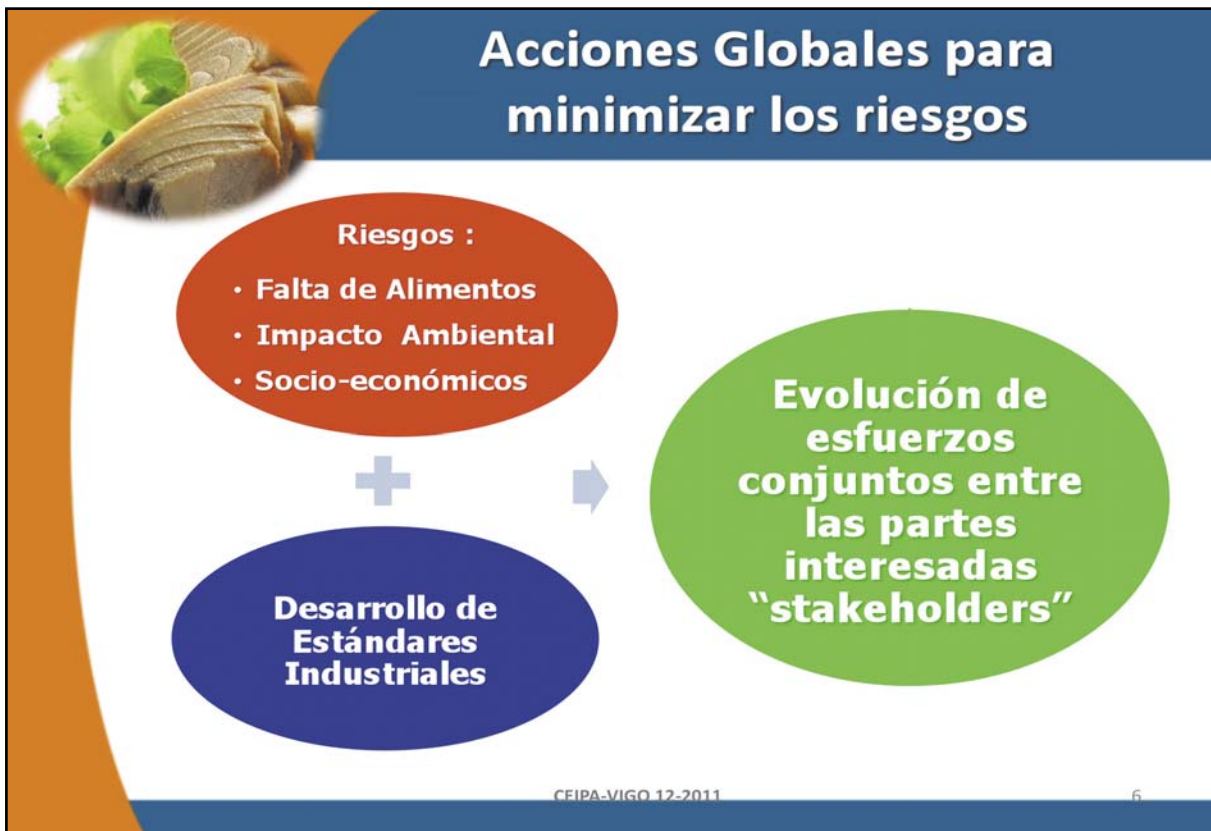 Acciones Globales para
minimizar los riesgos
Riesgos :
• Falta de Alimentos
• Impacto Ambiental
• Socio-económicos
Desarrollo de
Estándares
Industriales
Evolución de
esfuerzos
conjuntos entre
las partes
interesadas
“stakeholders”
CEIPA-VIGO 12-2011
6